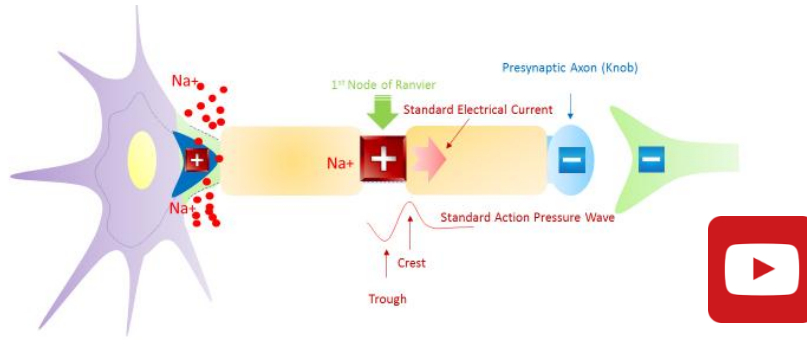 Na+
Presynaptic Axon (Knob)
1st Node of Ranvier
Standard Electrical Current
+
+
Na+
Na+
Standard Action Pressure Wave
Crest
Trough